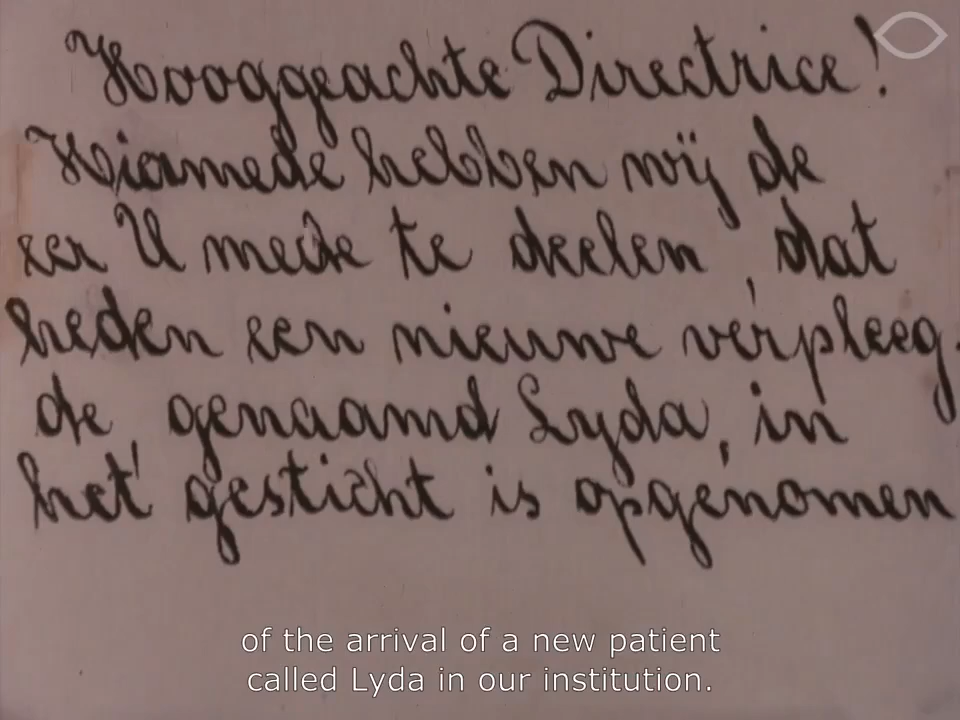 Hooggeachte Directrice!
Hiermede hebben wij de
eer U mede te deelen, dat
heden een nieuwe verpleeg-
de, genaamd Lyda, in
het gesticht is opgenomen
of the arrival of a new patient
called Lyda in our institution.